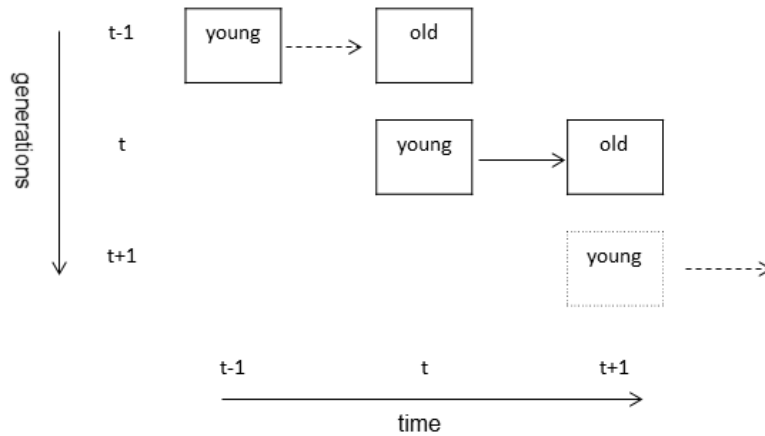 t-1 young old
generations
t young old
t+1 young
t-1 t t+1
time